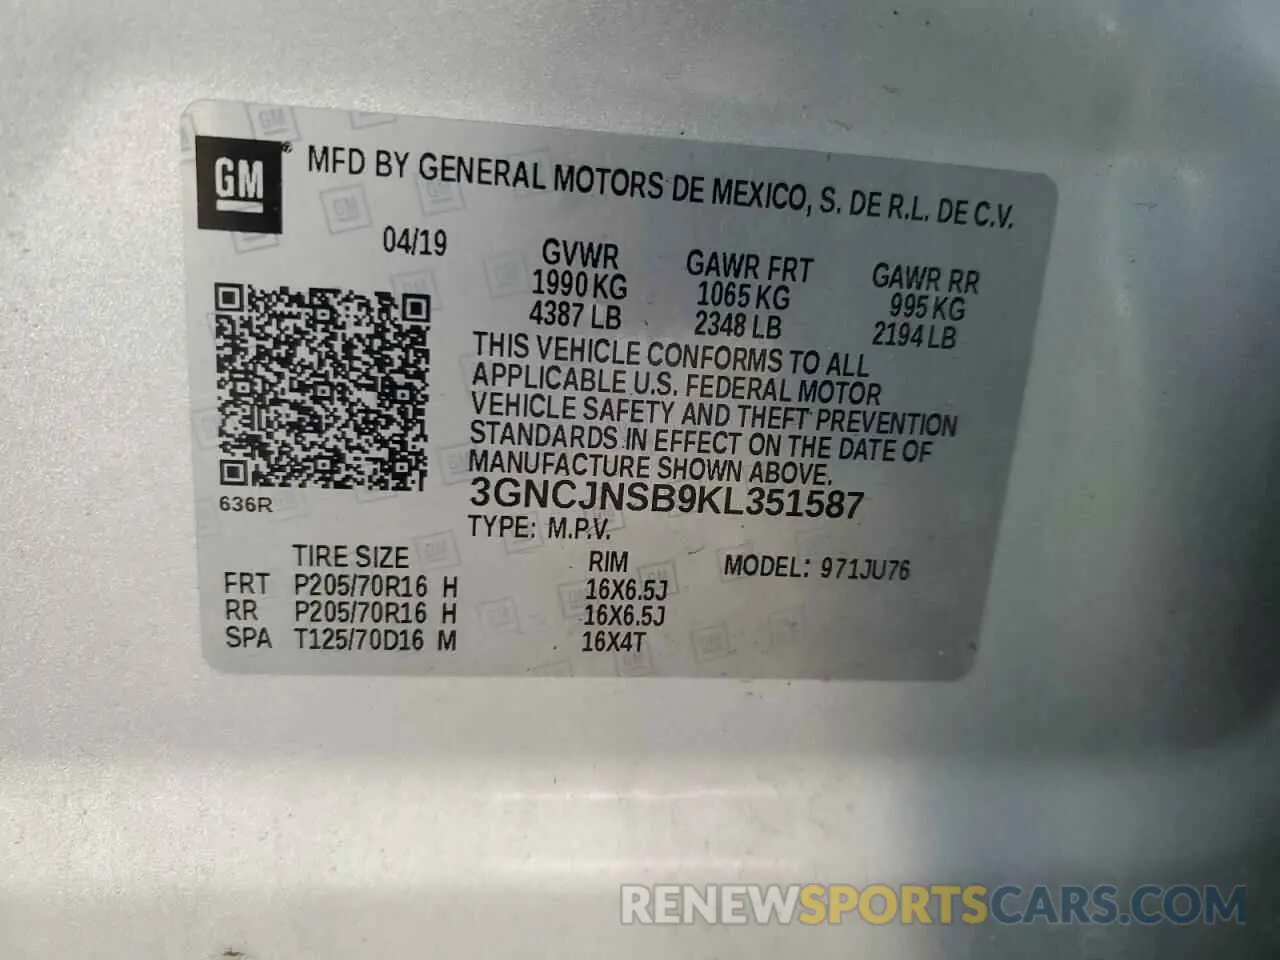 GM® MFD BY GENERAL MOTORS DE MEXICO, S. DE R.L. DE C.V.
04/19
GVWR GAWR FRT GAWR RR
1990 KG 1065 KG 995 KG
4387 LB 2348 LB 2194 LB
THIS VEHICLE CONFORMS TO ALL
APPLICABLE U.S. FEDERAL MOTOR
VEHICLE SAFETY AND THEFT PREVENTION
STANDARDS IN EFFECT ON THE DATE OF
MANUFACTURE SHOWN ABOVE.
3GNCJNSB9KL351587
636R
TYPE: M.P.V.
TIRE SIZE RIM MODEL: 971JU76
FRT P205/70R16 H 16X6.5J
RR P205/70R16 H 16X6.5J
SPA T125/70D16 M 16X4T
RENEWSPORTSCARS.COM